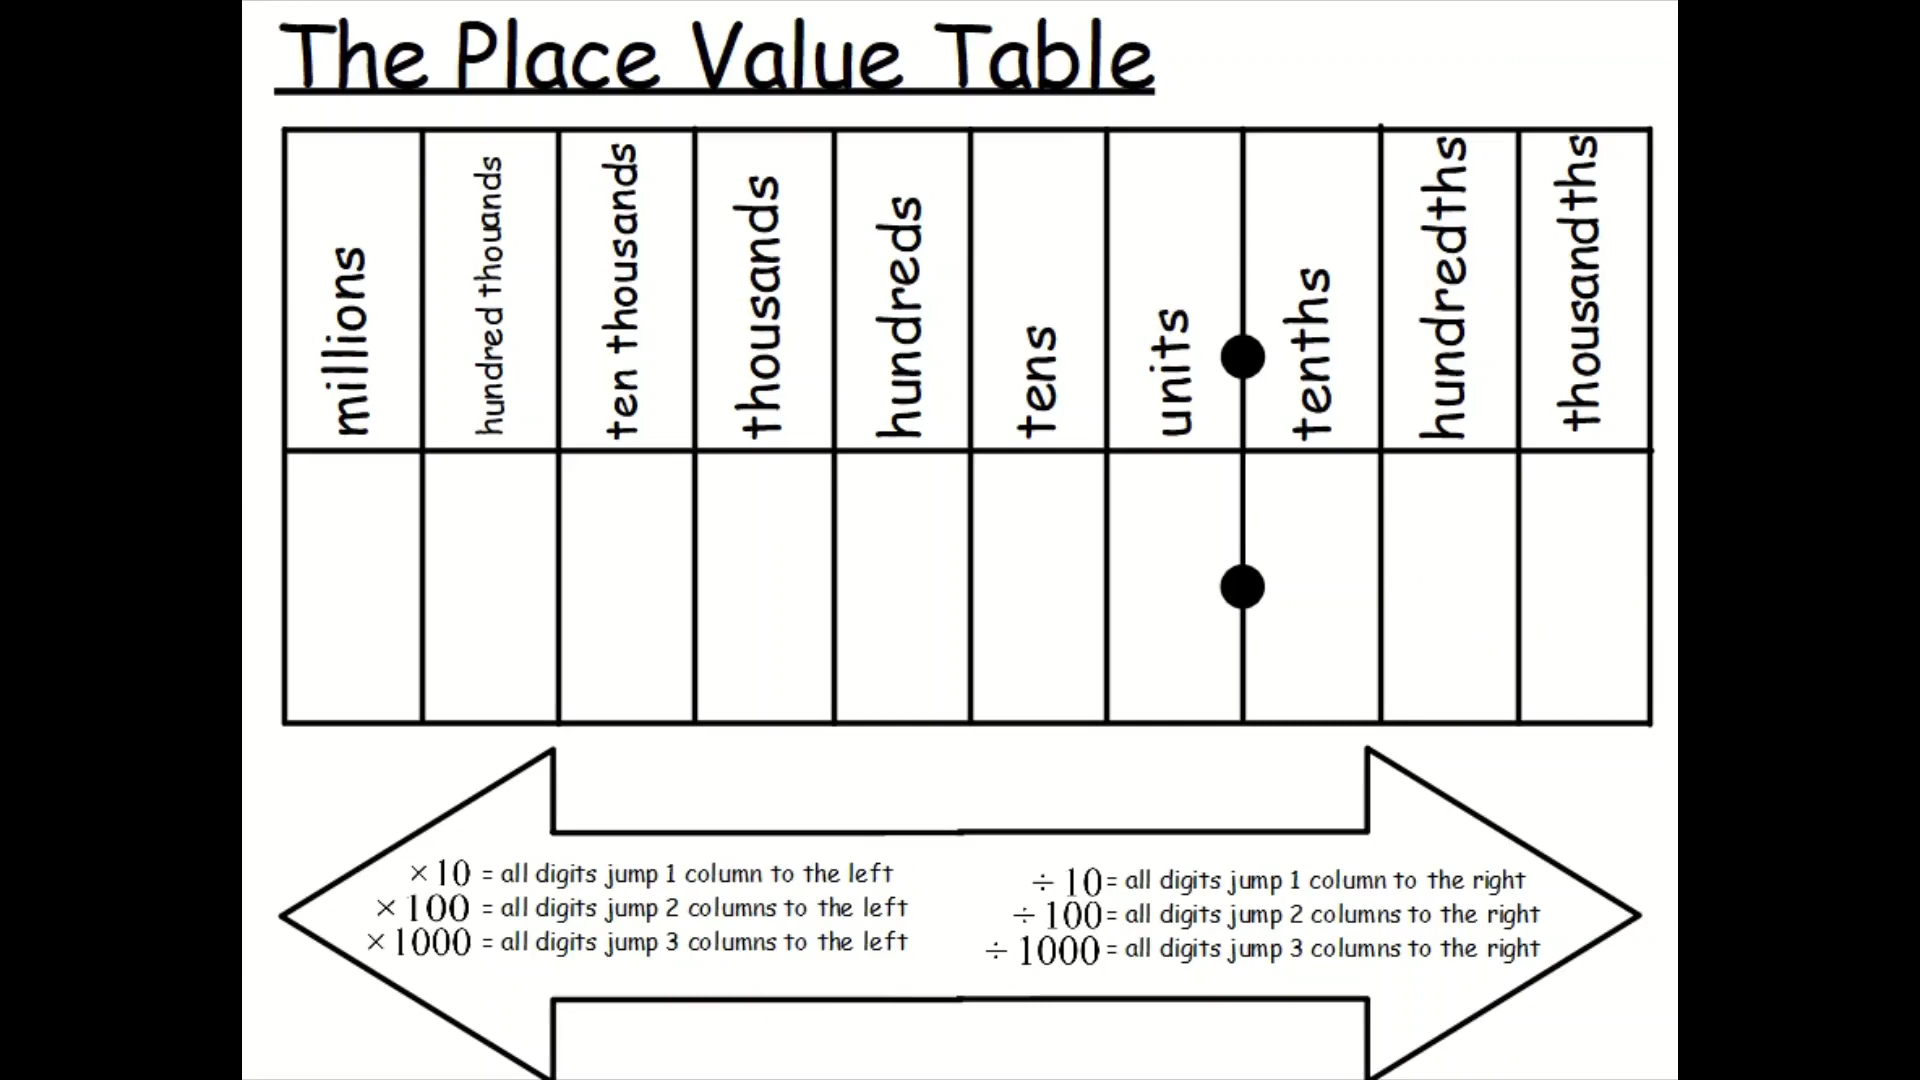 The Place Value Table
millions
hundred thouands
ten thousands
thousands
hundreds
tens
units
tenths
hundredths
thousandths
×10 = all digits jump 1 column to the left
×100 = all digits jump 2 columns to the left
×1000 = all digits jump 3 columns to the left
÷10= all digits jump 1 column to the right
÷100= all digits jump 2 columns to the right
÷1000= all digits jump 3 columns to the right